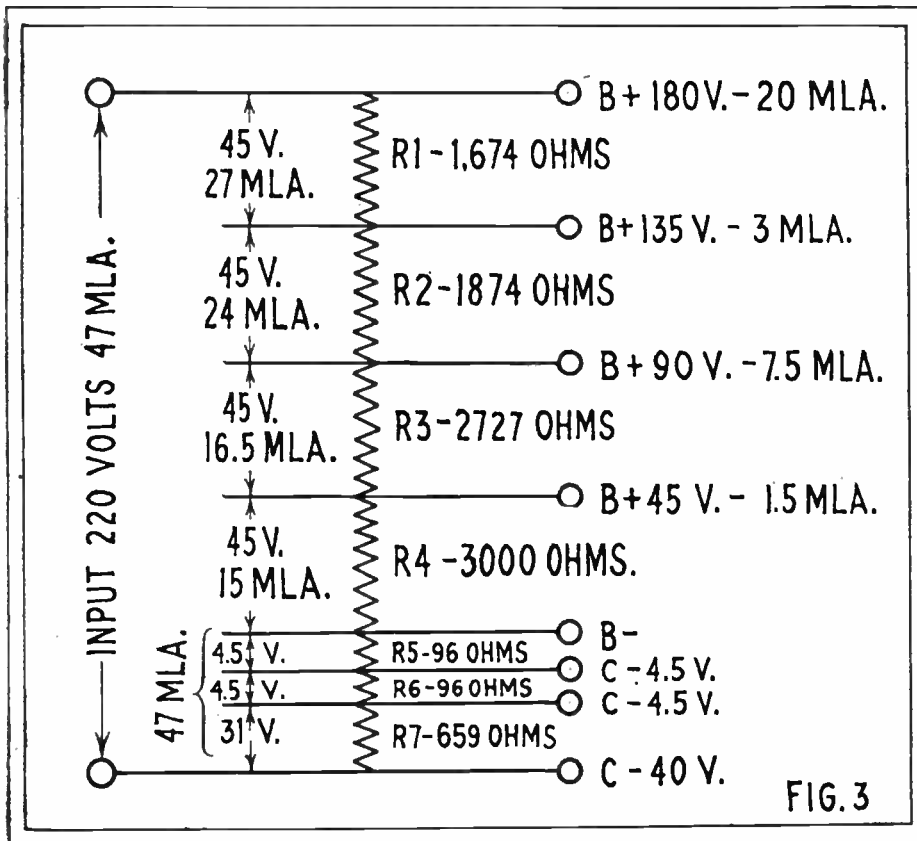 INPUT 220 VOLTS 47 MLA.
45 V.
27 MLA.
R1-1,674 OHMS
B+180V.-20 MLA.
B+135 V.-3 MLA.
45 V.
24 MLA.
R2-1874 OHMS
B+90 V.-7.5 MLA.
45 V.
16.5 MLA.
R3-2727 OHMS
B+45 V.-1.5 MLA.
45 V.
15 MLA.
R4-3000 OHMS.
B-
47 MLA.
4.5 V.
R5-96 OHMS
C-4.5 V.
4.5 V.
R6-96 OHMS
C-4.5 V.
31 V.
R7-659 OHMS
C-40 V.
FIG. 3